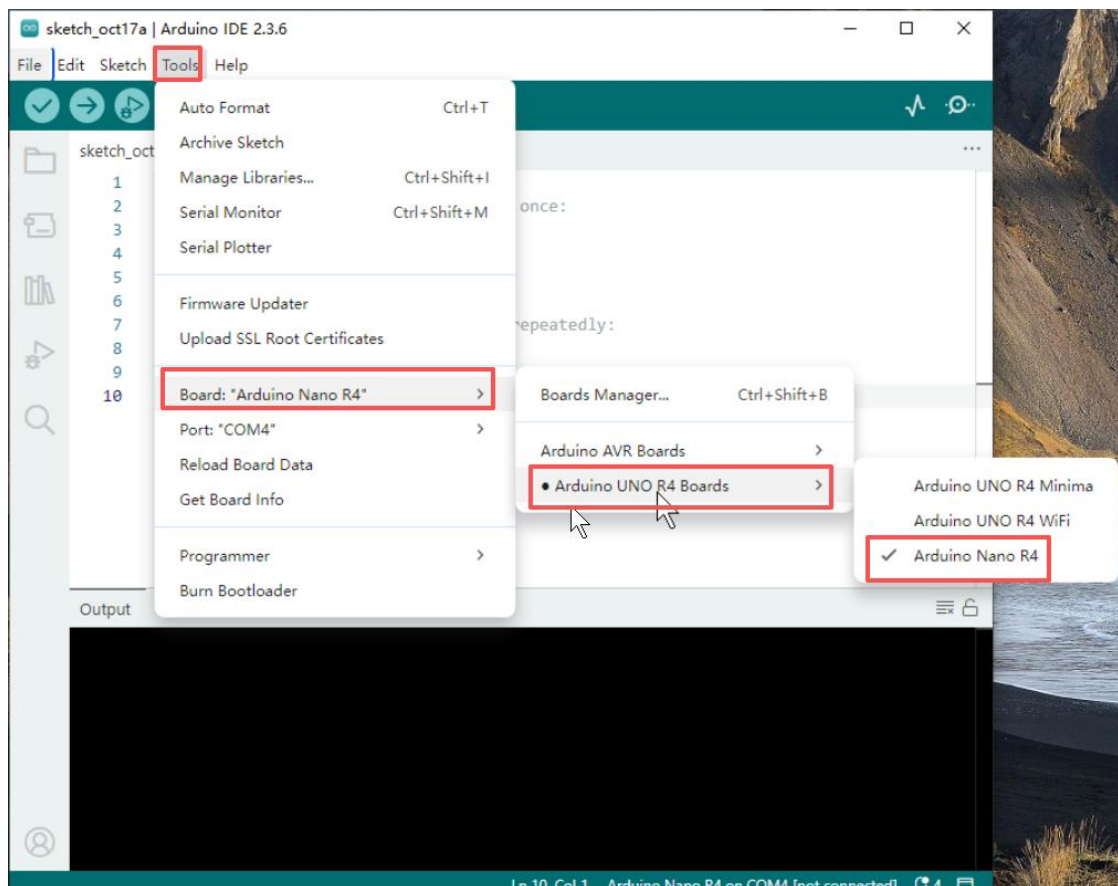 sketch_oct17a | Arduino IDE 2.3.6
File Edit Sketch Tools Help
sketch_oct
...
1
2 once:
3
4
5
6
7 repeatedly:
8
9
10
Auto Format Ctrl+T
Archive Sketch
Manage Libraries... Ctrl+Shift+I
Serial Monitor Ctrl+Shift+M
Serial Plotter
Firmware Updater
Upload SSL Root Certificates
Board: "Arduino Nano R4"
Port: "COM4"
Reload Board Data
Get Board Info
Programmer
Burn Bootloader
Boards Manager... Ctrl+Shift+B
Arduino AVR Boards
• Arduino UNO R4 Boards
Arduino UNO R4 Minima
Arduino UNO R4 WiFi
✓ Arduino Nano R4
Output
Ln 10, Col 1 Arduino Nano R4 on COM4 [not connected] 4